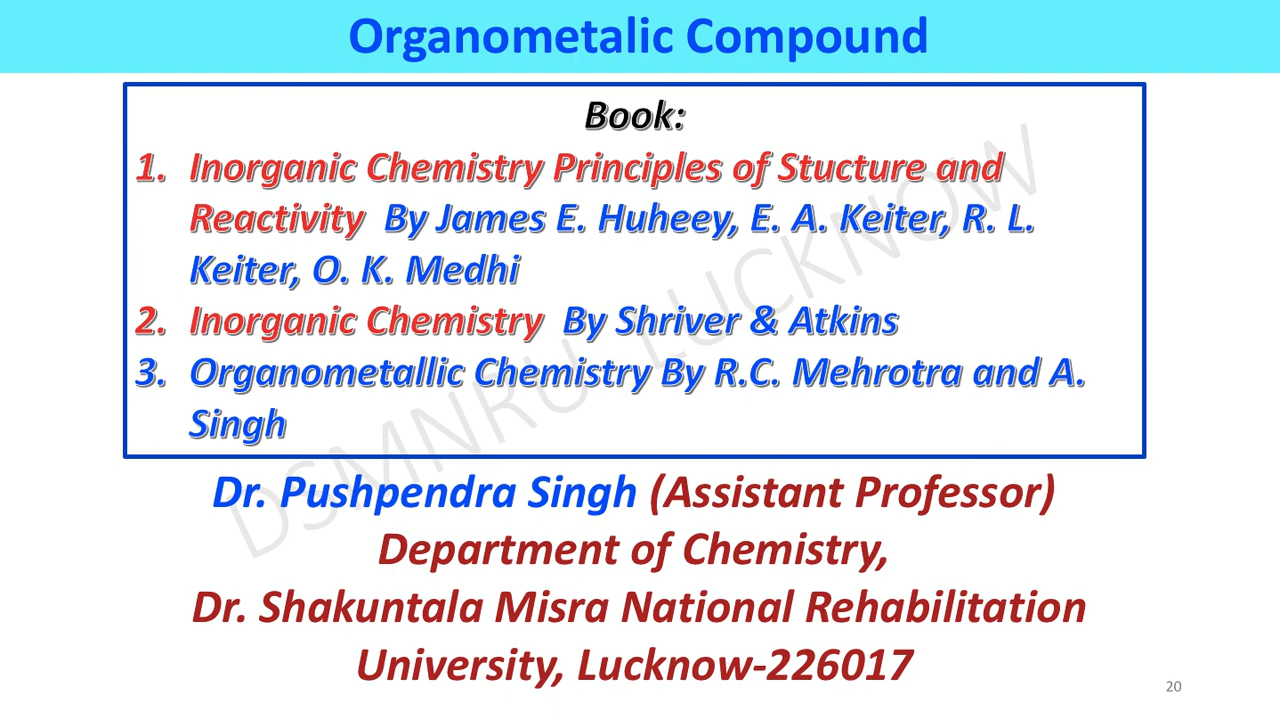 Organometalic Compound
Book:
1. Inorganic Chemistry Principles of Stucture and
Reactivity By James E. Huheey, E. A. Keiter, R. L.
Keiter, O. K. Medhi
2. Inorganic Chemistry By Shriver & Atkins
3. Organometallic Chemistry By R.C. Mehrotra and A.
Singh
DSMNRU LUCKNOW
Dr. Pushpendra Singh (Assistant Professor)
Department of Chemistry,
Dr. Shakuntala Misra National Rehabilitation
University, Lucknow-226017
20